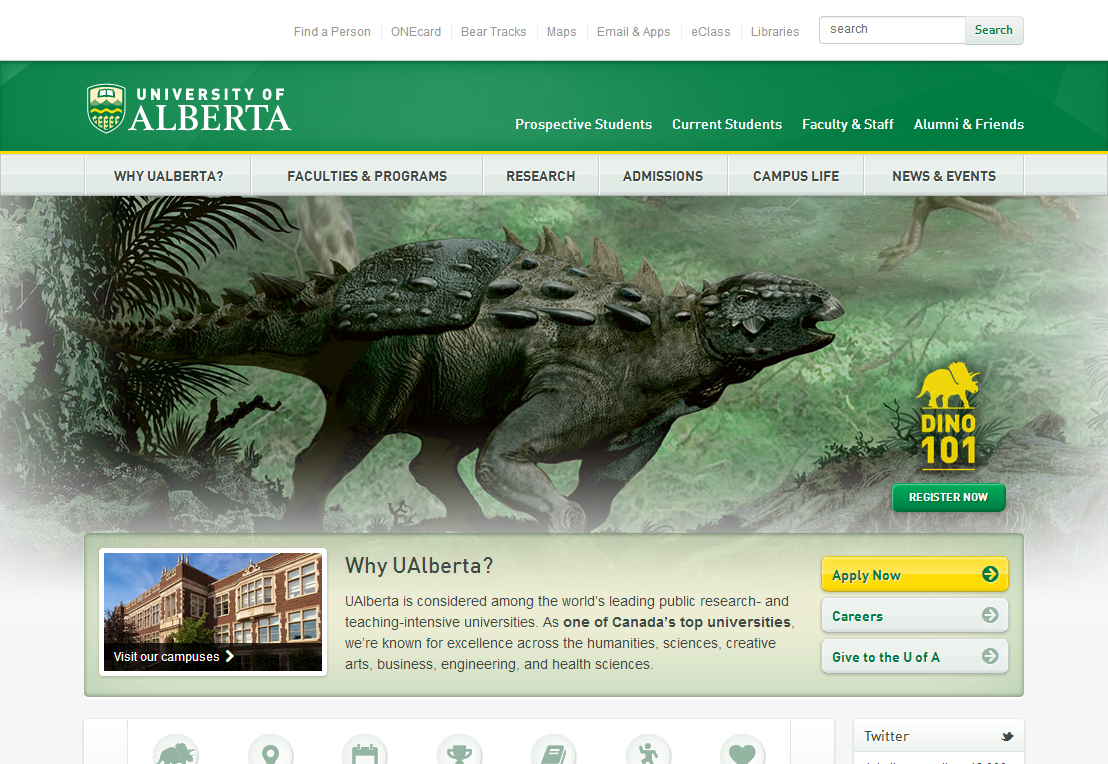 Find a Person
ONEcard
Bear Tracks
Maps
Email & Apps
eClass
Libraries
search
Search
UNIVERSITY OF
ALBERTA
Prospective Students
Current Students
Faculty & Staff
Alumni & Friends
WHY UALBERTA?
FACULTIES & PROGRAMS
RESEARCH
ADMISSIONS
CAMPUS LIFE
NEWS & EVENTS
DINO
101
REGISTER NOW
Visit our campuses
Why UAlberta?
UAlberta is considered among the world's leading public research- and
teaching-intensive universities. As one of Canada's top universities,
we're known for excellence across the humanities, sciences, creative
arts, business, engineering, and health sciences.
Apply Now
Careers
Give to the U of A
Twitter